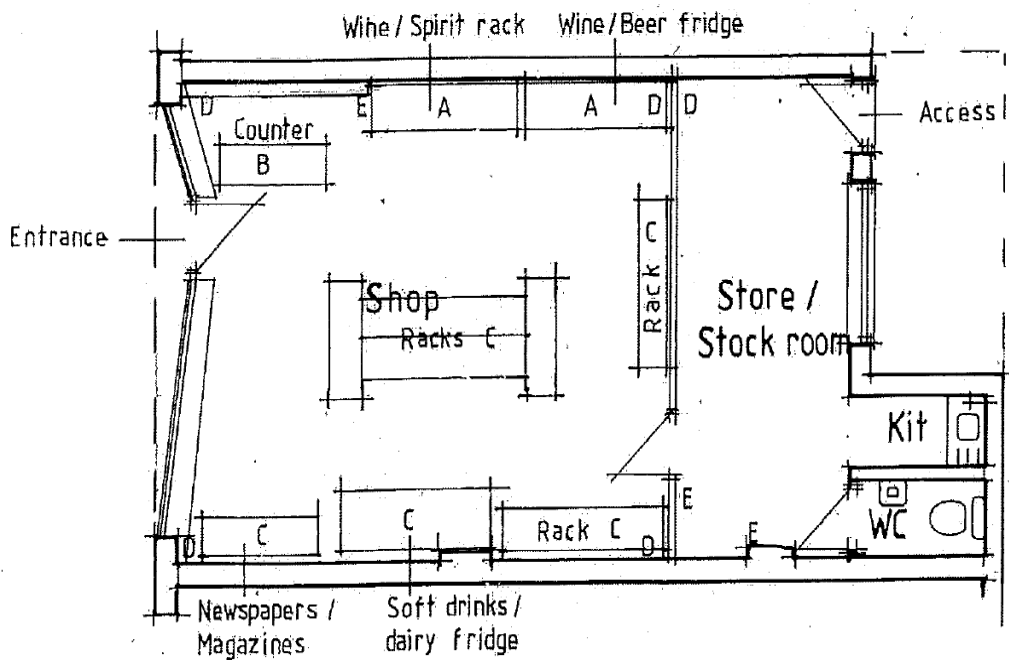 Wine / Spirit rack
Wine / Beer fridge
D
E
A
A
D
D
Access
Counter
B
Entrance
Rack C
Shop
Racks C
Store /
Stock room
Kit
E
WC
D
C
C
Rack C
D
E
Newspapers /
Magazines
Soft drinks /
dairy fridge